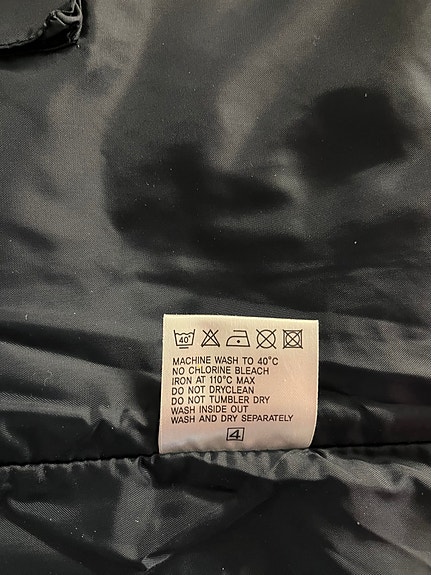 40°
MACHINE WASH TO 40°C
NO CHLORINE BLEACH
IRON AT 110°C MAX
DO NOT DRYCLEAN
DO NOT TUMBLER DRY
WASH INSIDE OUT
WASH AND DRY SEPARATELY
4